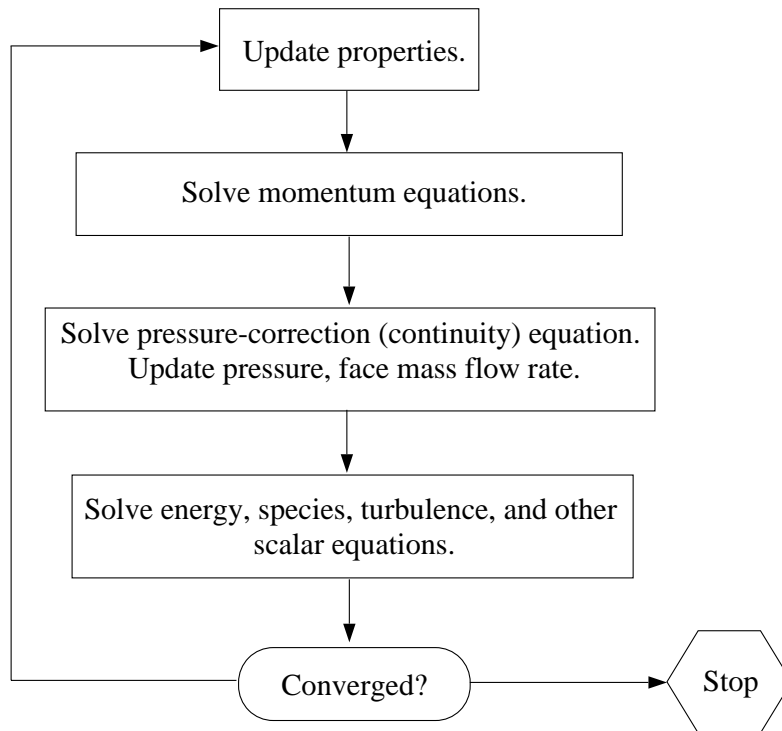 Update properties.
Solve momentum equations.
Solve pressure-correction (continuity) equation.
Update pressure, face mass flow rate.
Solve energy, species, turbulence, and other
scalar equations.
Converged?
Stop